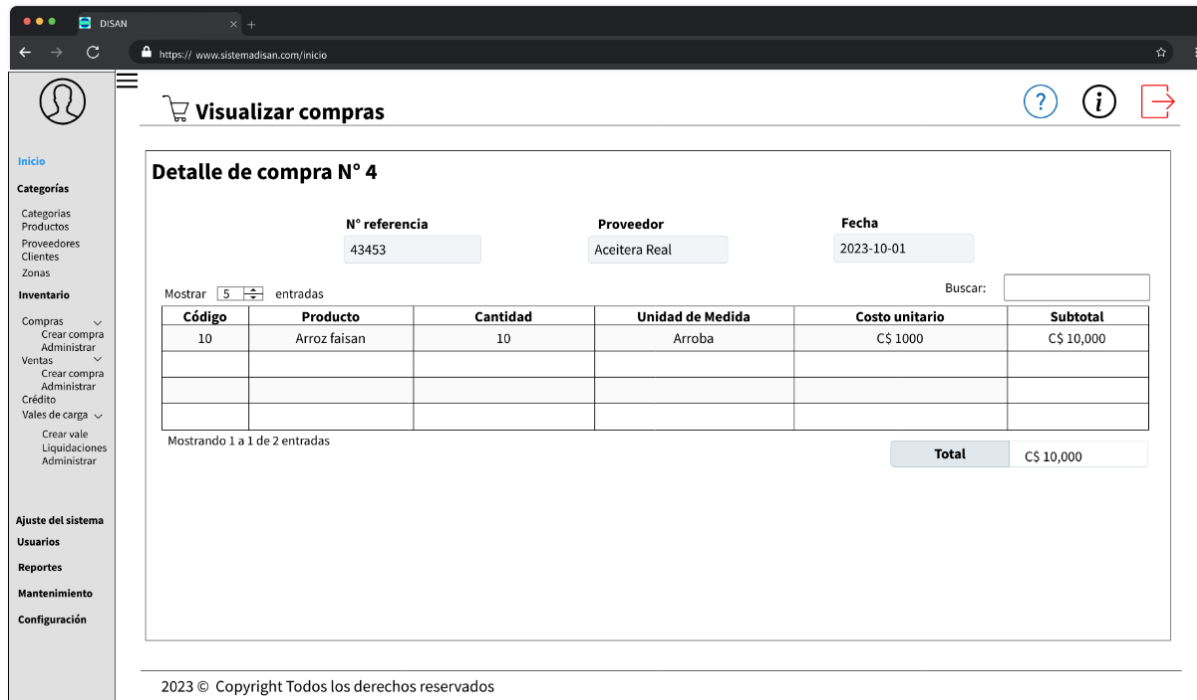 DISAN
https:// www.sistemadisan.com/inicio
Visualizar compras
?
i
Inicio
Categorías
Categorias
Productos
Proveedores
Clientes
Zonas
Inventario
Compras
Crear compra
Administrar
Ventas
Crear compra
Administrar
Crédito
Vales de carga
Crear vale
Liquidaciones
Administrar
Ajuste del sistema
Usuarios
Reportes
Mantenimiento
Configuración
Detalle de compra N° 4
N° referencia Proveedor Fecha
43453 Aceitera Real 2023-10-01
Mostrar 5 entradas Buscar:
Código Producto Cantidad Unidad de Medida Costo unitario Subtotal
10 Arroz faisan 10 Arroba C$ 1000 C$ 10,000
Mostrando 1 a 1 de 2 entradas
Total C$ 10,000
2023 © Copyright Todos los derechos reservados